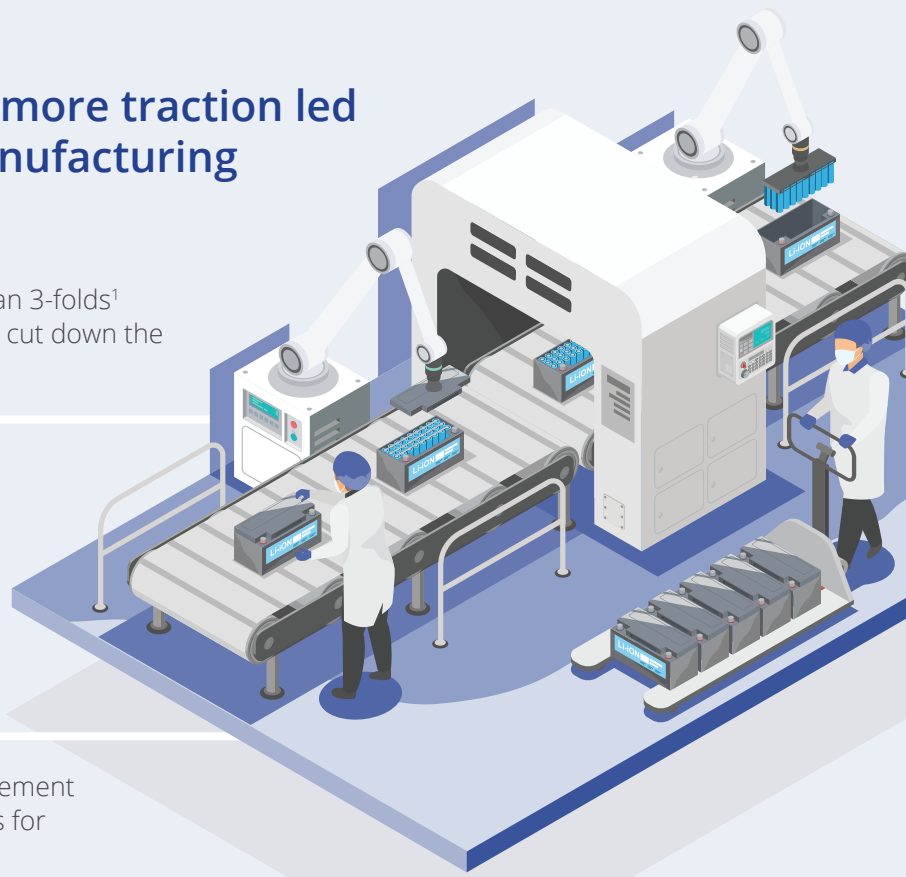 more traction led
nufacturing
an 3-folds¹
cut down the
ement
s for
Li-ION
Li-ION
Li-ION
Li-ION
Li-ION